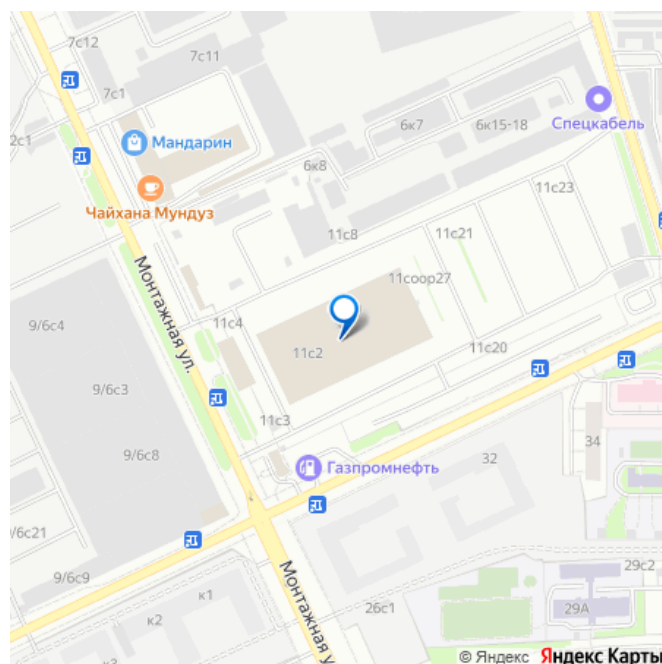 7с12
7с11
7с1
2с1
Мандарин
Чайхана Мундуз
6к7
6к15-18
Спецкабель
6к8
11с23
11с8
11с21
11соор27
Монтажная ул.
9/6с4
11с4
11с2
11с20
9/6с3
11с3
9/6с8
Газпромнефть
32
34
9/6с21
9/6с9
к1
к2
к3
Монтажная у
26с1
29с2
29А
© Яндекс Яндекс Карты